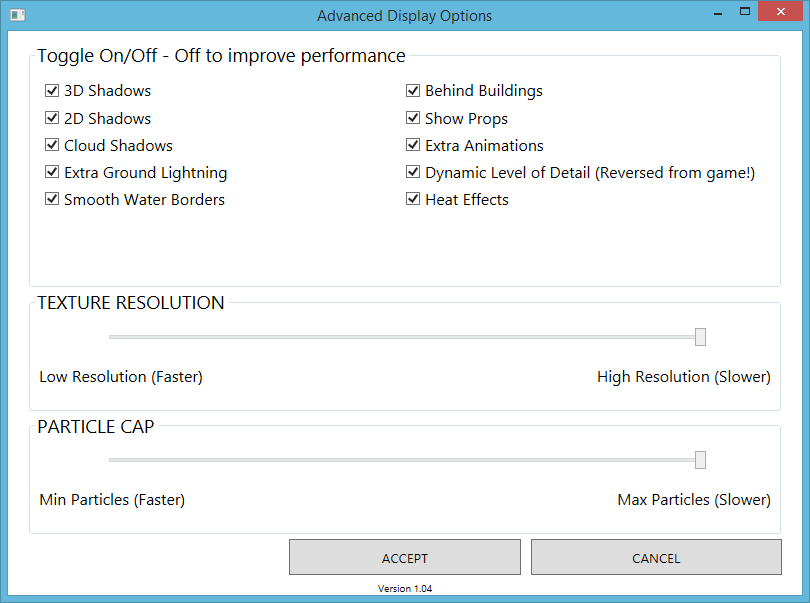 Advanced Display Options
Toggle On/Off - Off to improve performance
3D Shadows
2D Shadows
Cloud Shadows
Extra Ground Lightning
Smooth Water Borders
Behind Buildings
Show Props
Extra Animations
Dynamic Level of Detail (Reversed from game!)
Heat Effects
TEXTURE RESOLUTION
Low Resolution (Faster)
High Resolution (Slower)
PARTICLE CAP
Min Particles (Faster)
Max Particles (Slower)
ACCEPT
CANCEL
Version 1.04